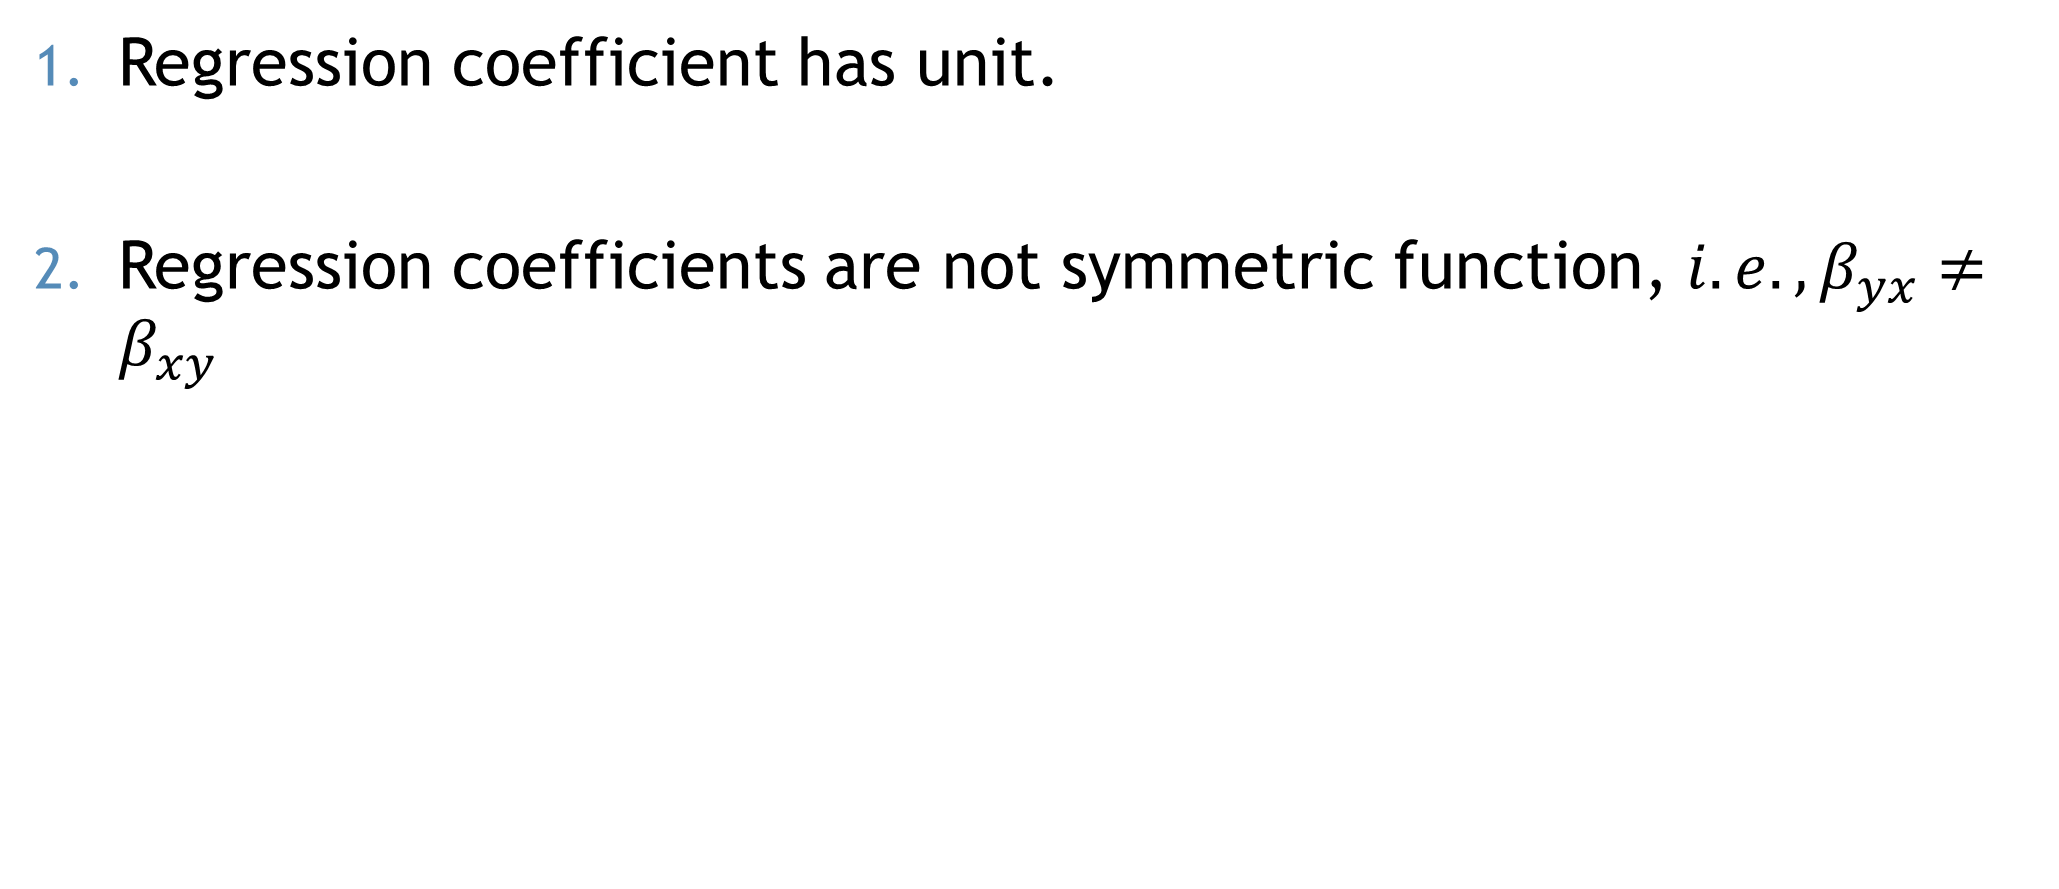 1. Regression coefficient has unit.
2. Regression coefficients are not symmetric function, i.e., βyx ≠
βxy